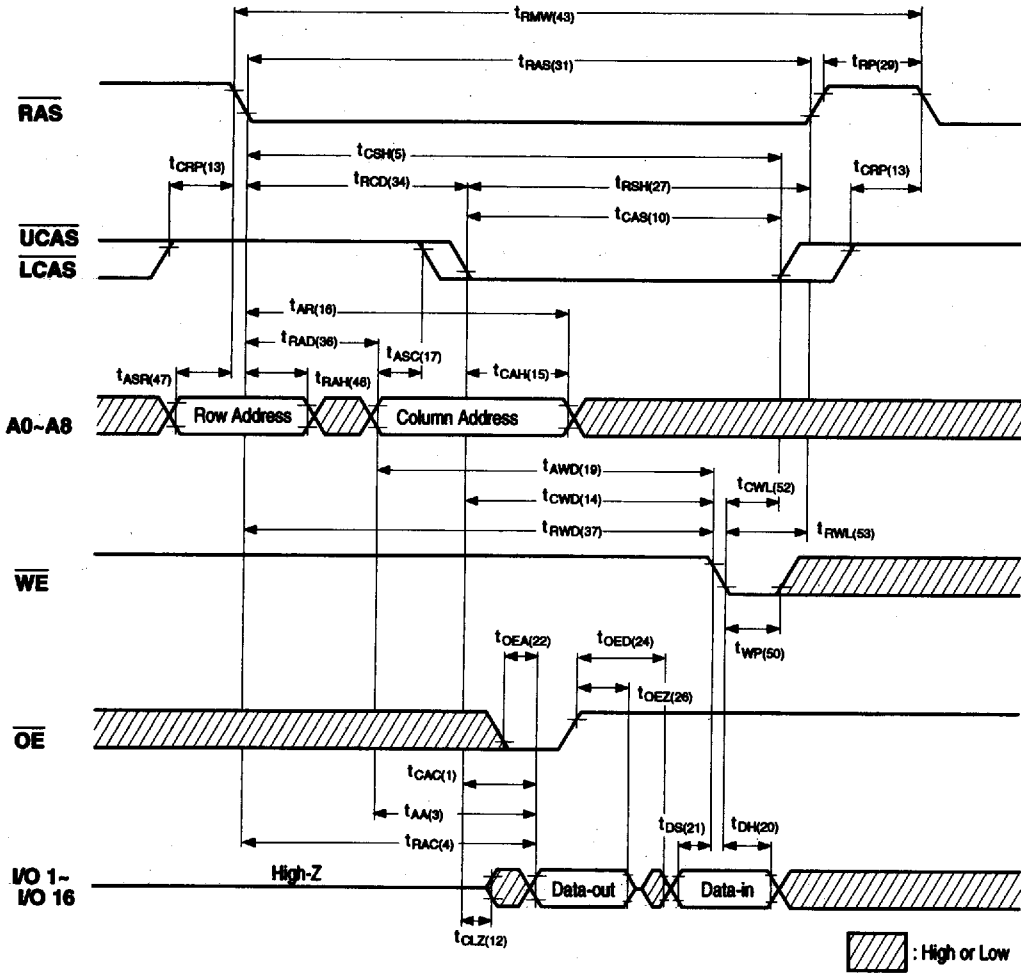 tRMW(43)
tRAS(31)
tRP(29)
RAS
tCSH(5)
tCRP(13)
tRCD(34)
tRSH(27)
tCRP(13)
tCAS(10)
UCAS
LCAS
tAR(16)
tRAD(36)
tASC(17)
tASR(47)
tRAH(46)
tCAH(15)
A0~A8
Row Address
Column Address
tAWD(19)
tCWL(52)
tCWD(14)
tRWD(37)
tRWL(53)
WE
tOEA(22)
tOED(24)
tWP(50)
tOEZ(26)
OE
tCAC(1)
tAA(3)
tDS(21)
tDH(20)
tRAC(4)
I/O 1~
I/O 16
High-Z
Data-out
Data-in
tCLZ(12)
: High or Low